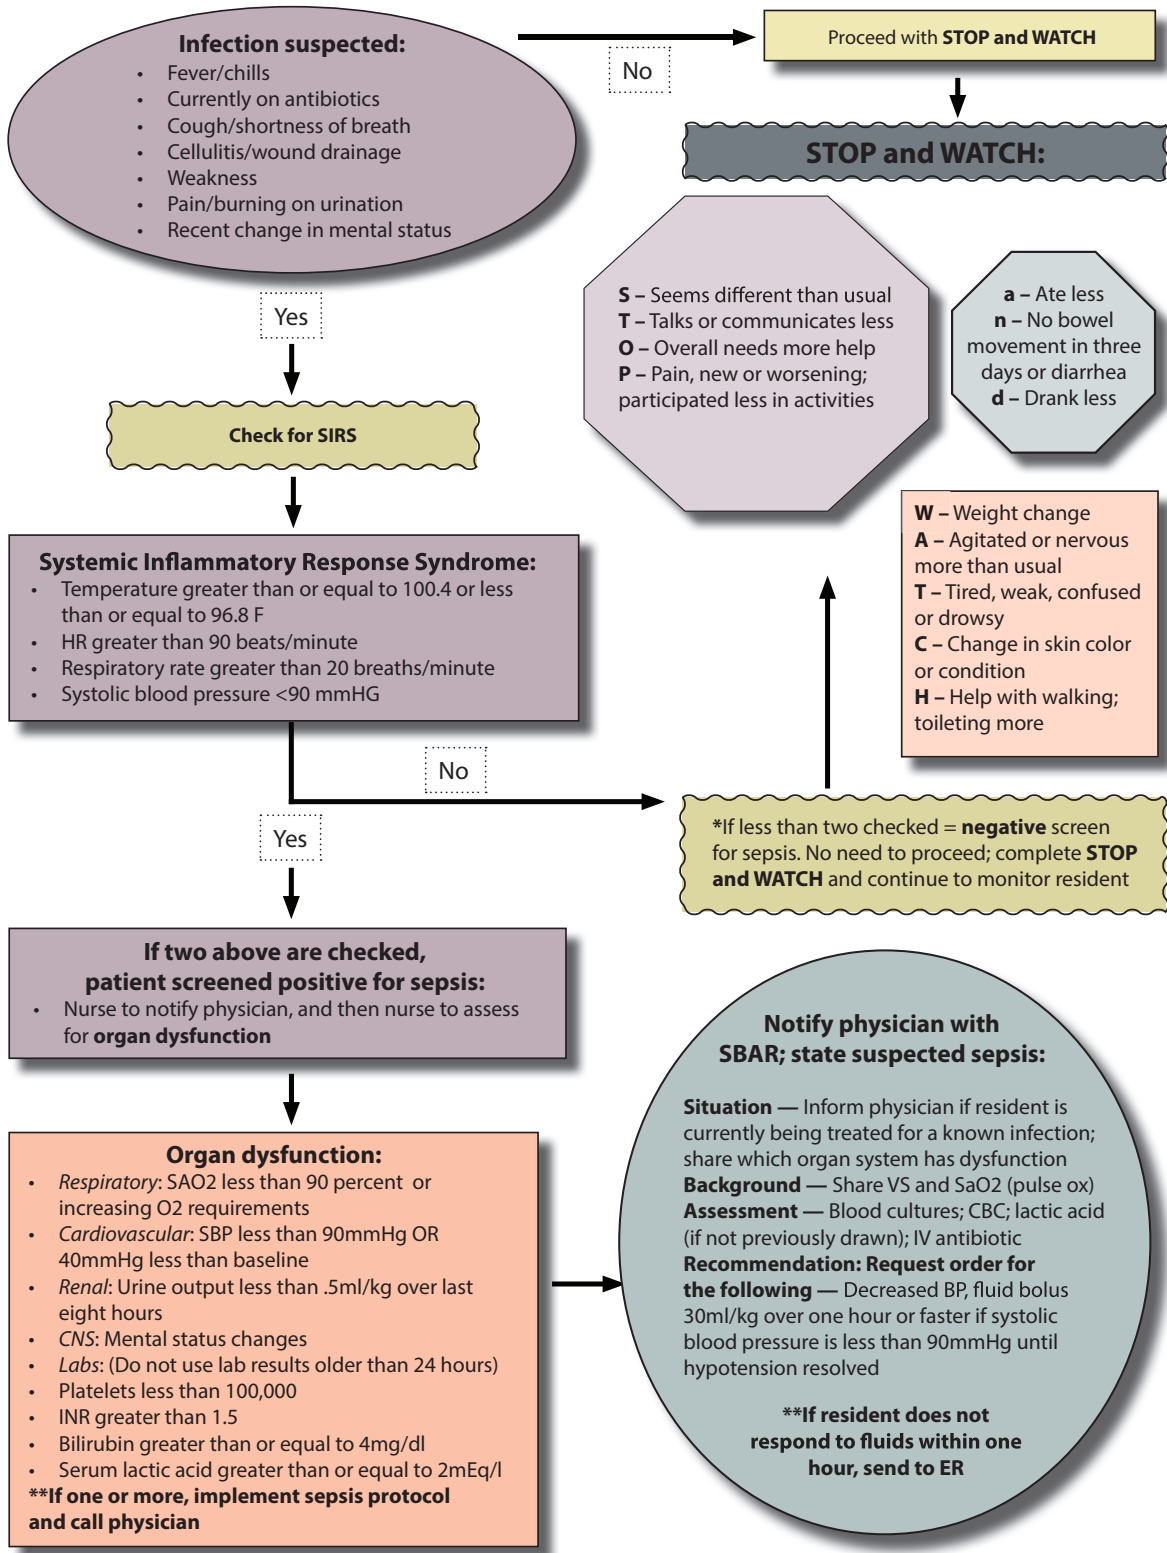 Infection suspected:
• Fever/chills
• Currently on antibiotics
• Cough/shortness of breath
• Cellulitis/wound drainage
• Weakness
• Pain/burning on urination
• Recent change in mental status
No
Proceed with STOP and WATCH
STOP and WATCH:
S – Seems different than usual
T – Talks or communicates less
O – Overall needs more help
P – Pain, new or worsening;
participated less in activities
a – Ate less
n – No bowel
movement in three
days or diarrhea
d – Drank less
W – Weight change
A – Agitated or nervous
more than usual
T – Tired, weak, confused
or drowsy
C – Change in skin color
or condition
H – Help with walking;
toileting more
Yes
Check for SIRS
Systemic Inflammatory Response Syndrome:
• Temperature greater than or equal to 100.4 or less
than or equal to 96.8 F
• HR greater than 90 beats/minute
• Respiratory rate greater than 20 breaths/minute
• Systolic blood pressure <90 mmHG
No
*If less than two checked = negative screen
for sepsis. No need to proceed; complete STOP
and WATCH and continue to monitor resident
Yes
If two above are checked,
patient screened positive for sepsis:
• Nurse to notify physician, and then nurse to assess
for organ dysfunction
Organ dysfunction:
• Respiratory: SAO2 less than 90 percent or
increasing O2 requirements
• Cardiovascular: SBP less than 90mmHg OR
40mmHg less than baseline
• Renal: Urine output less than .5ml/kg over last
eight hours
• CNS: Mental status changes
• Labs: (Do not use lab results older than 24 hours)
• Platelets less than 100,000
• INR greater than 1.5
• Bilirubin greater than or equal to 4mg/dl
• Serum lactic acid greater than or equal to 2mEq/l
**If one or more, implement sepsis protocol
and call physician
Notify physician with
SBAR; state suspected sepsis:
Situation — Inform physician if resident is
currently being treated for a known infection;
share which organ system has dysfunction
Background — Share VS and SaO2 (pulse ox)
Assessment — Blood cultures; CBC; lactic acid
(if not previously drawn); IV antibiotic
Recommendation: Request order for
the following — Decreased BP, fluid bolus
30ml/kg over one hour or faster if systolic
blood pressure is less than 90mmHg until
hypotension resolved
**If resident does not
respond to fluids within one
hour, send to ER